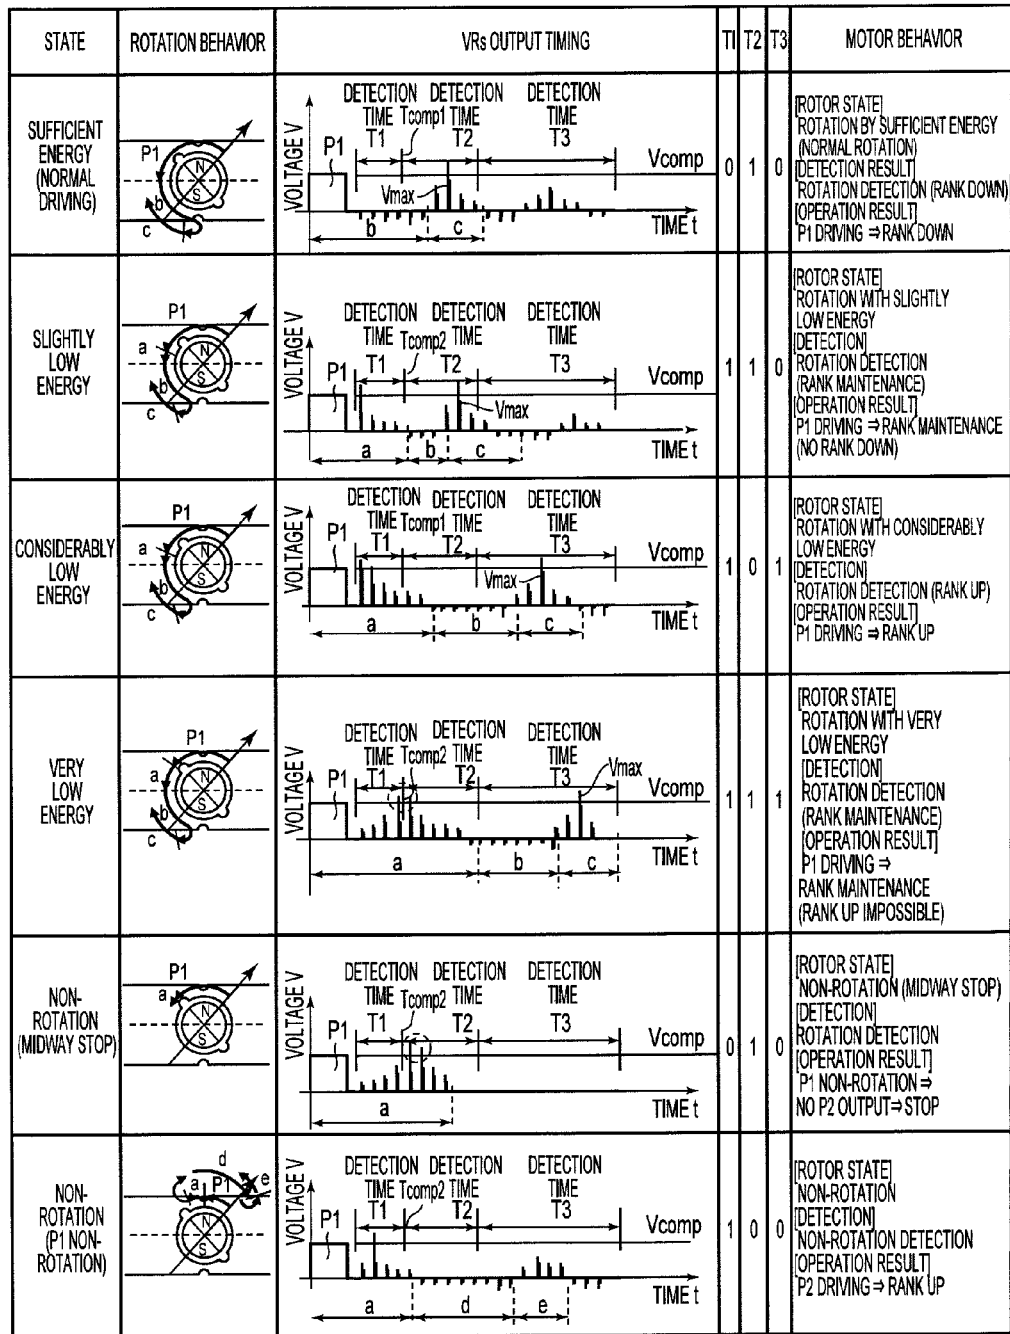 STATE
ROTATION BEHAVIOR
VRs OUTPUT TIMING
T1
T2
T3
MOTOR BEHAVIOR
SUFFICIENT
ENERGY
(NORMAL
DRIVING)
P1
N
S
b
c
VOLTAGE V
P1
DETECTION
TIME
T1
Tcomp1
DETECTION
TIME
T2
DETECTION
TIME
T3
Vcomp
Vmax
TIME t
b
c
0
1
0
[ROTOR STATE]
ROTATION BY SUFFICIENT ENERGY
(NORMAL ROTATION)
[DETECTION RESULT]
ROTATION DETECTION (RANK DOWN)
[OPERATION RESULT]
P1 DRIVING ⇒RANK DOWN
SLIGHTLY
LOW
ENERGY
P1
a
N
S
b
c
VOLTAGE V
P1
DETECTION
TIME
T1
Tcomp2
DETECTION
TIME
T2
DETECTION
TIME
T3
Vcomp
Vmax
TIME t
a
b
c
1
1
0
[ROTOR STATE]
ROTATION WITH SLIGHTLY
LOW ENERGY
[DETECTION]
ROTATION DETECTION
(RANK MAINTENANCE)
[OPERATION RESULT]
P1 DRIVING ⇒RANK MAINTENANCE
(NO RANK DOWN)
CONSIDERABLY
LOW
ENERGY
P1
a
N
S
b
c
VOLTAGE V
P1
DETECTION
TIME
T1
Tcomp1
DETECTION
TIME
T2
DETECTION
TIME
T3
Vcomp
Vmax
TIME t
a
b
c
1
0
1
[ROTOR STATE]
ROTATION WITH CONSIDERABLY
LOW ENERGY
[DETECTION]
ROTATION DETECTION (RANK UP)
[OPERATION RESULT]
P1 DRIVING ⇒ RANK UP
VERY
LOW
ENERGY
P1
a
N
S
b
c
VOLTAGE V
P1
DETECTION
TIME
T1
Tcomp2
DETECTION
TIME
T2
DETECTION
TIME
T3
Vmax
Vcomp
TIME t
a
b
c
1
1
1
[ROTOR STATE]
ROTATION WITH VERY
LOW ENERGY
[DETECTION]
ROTATION DETECTION
(RANK MAINTENANCE)
[OPERATION RESULT]
P1 DRIVING ⇒
RANK MAINTENANCE
(RANK UP IMPOSSIBLE)
NON-
ROTATION
(MIDWAY STOP)
P1
a
N
S
VOLTAGE V
P1
DETECTION
TIME
T1
Tcomp2
DETECTION
TIME
T2
DETECTION
TIME
T3
Vcomp
TIME t
a
0
1
0
[ROTOR STATE]
NON-ROTATION (MIDWAY STOP)
[DETECTION]
ROTATION DETECTION
[OPERATION RESULT]
P1 NON-ROTATION ⇒
NO P2 OUTPUT⇒STOP
NON-
ROTATION
(P1 NON-
ROTATION)
d
a
P1
e
N
S
VOLTAGE V
P1
DETECTION
TIME
T1
Tcomp2
DETECTION
TIME
T2
DETECTION
TIME
T3
Vcomp
TIME t
a
d
e
1
0
0
[ROTOR STATE]
NON-ROTATION
[DETECTION]
NON-ROTATION DETECTION
[OPERATION RESULT]
P2 DRIVING ⇒ RANK UP